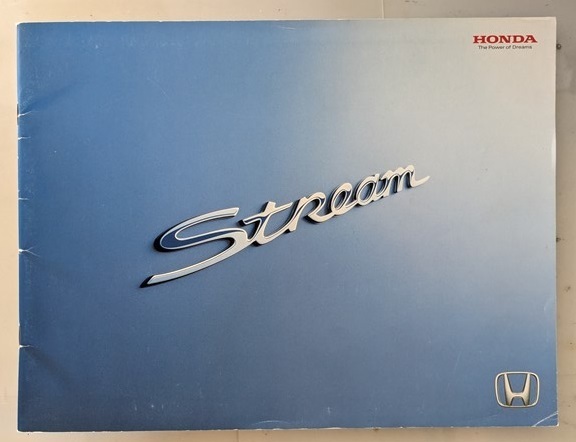 HONDA
The Power of Dreams
Stream